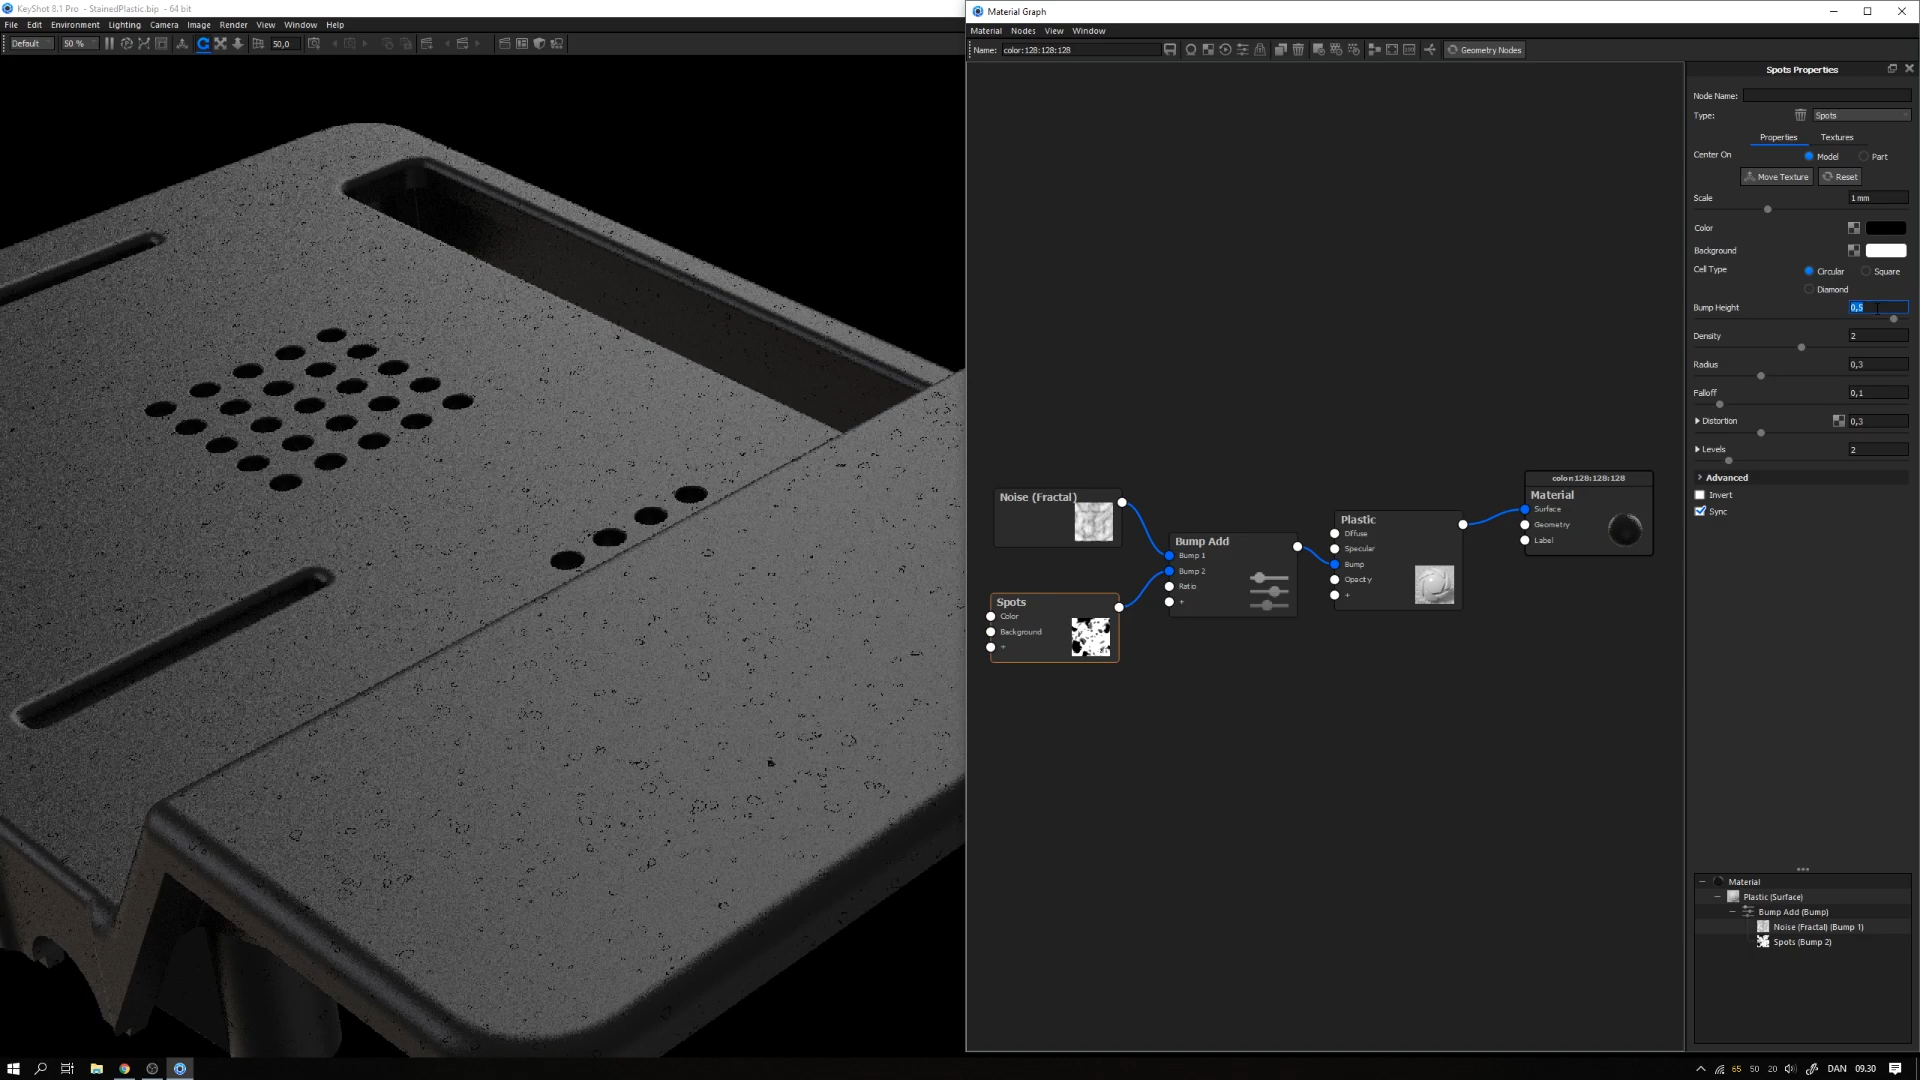 KeyShot 8.1 Pro - StainedPlastic.bip - 64 bit
File Edit Environment Lighting Camera Image Render View Window Help
Default 50 % 50,0
Material Graph
Material Nodes View Window
Name: color:128:128:128 Geometry Nodes
Spots Properties
Node Name:
Type: Spots
Properties Textures
Center On Model Part
Move Texture Reset
Scale 1 mm
Color
Background
Cell Type Circular Square
Diamond
Bump Height 0,5
Density 2
Radius 0,3
Falloff 0,1
Distortion 0,3
Levels 2
Advanced
Invert
Sync
Noise (Fractal)
Spots
Color
Background
+
Bump Add
Bump 1
Bump 2
Ratio
+
Plastic
Diffuse
Specular
Bump
Opacity
+
color:128:128:128
Material
Surface
Geometry
Label
Material
Plastic (Surface)
Bump Add (Bump)
Noise (Fractal) (Bump 1)
Spots (Bump 2)
65 50 20 DAN 09.30